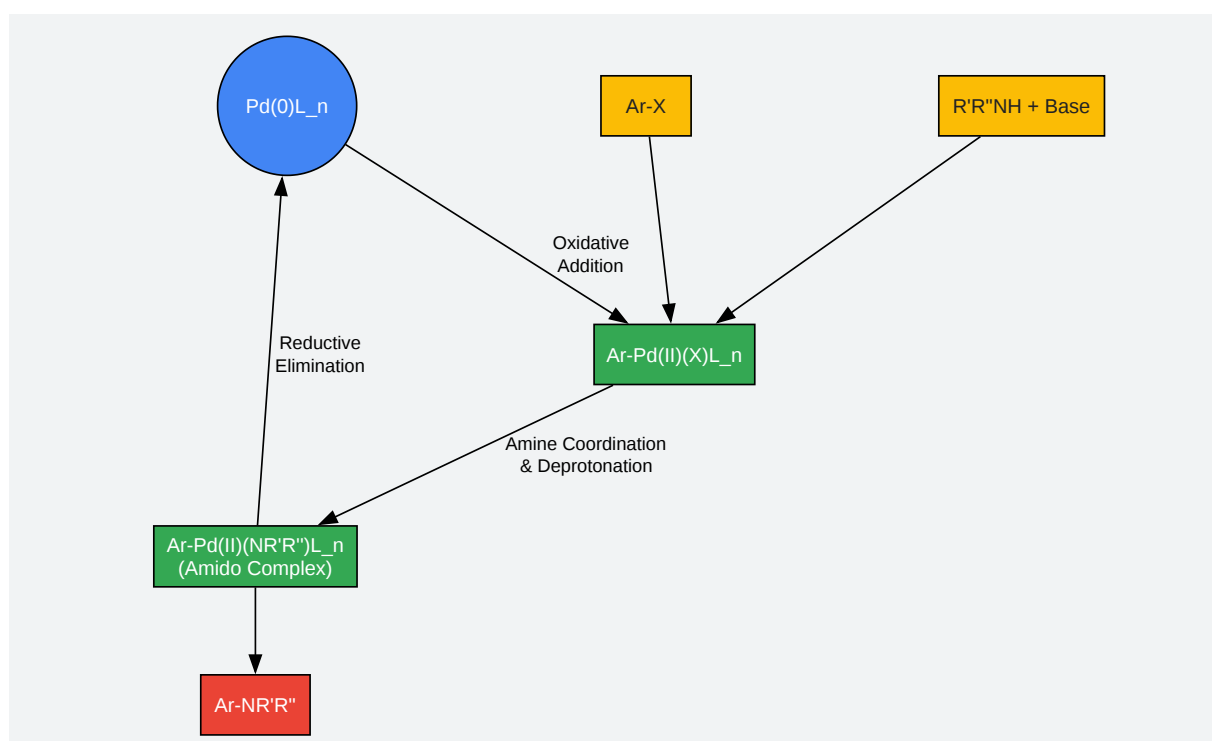 Pd(0)L_n
Ar-X
R'R"NH + Base
Oxidative
Addition
Reductive
Elimination
Ar-Pd(II)(X)L_n
Amine Coordination
& Deprotonation
Ar-Pd(II)(NR'R")L_n
(Amido Complex)
Ar-NR'R"